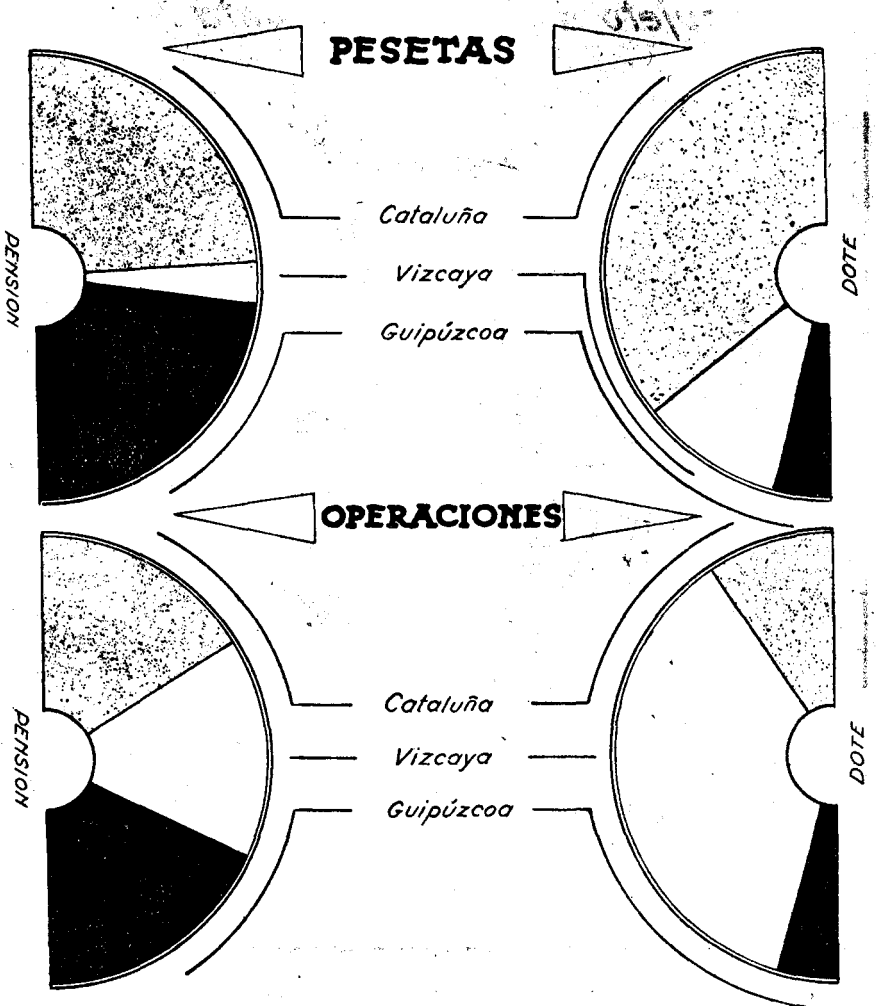 PESETAS
Cataluña
Vizcaya
Guipúzcoa
PENSION
DOTE
OPERACIONES
Cataluña
Vizcaya
Guipúzcoa
PENSION
DOTE